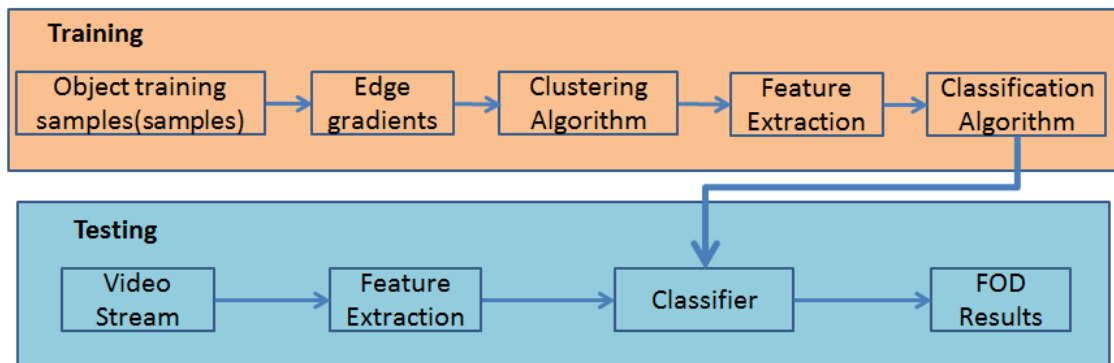 Training
Object training
samples(samples)
Edge
gradients
Clustering
Algorithm
Feature
Extraction
Classification
Algorithm
Testing
Video
Stream
Feature
Extraction
Classifier
FOD
Results